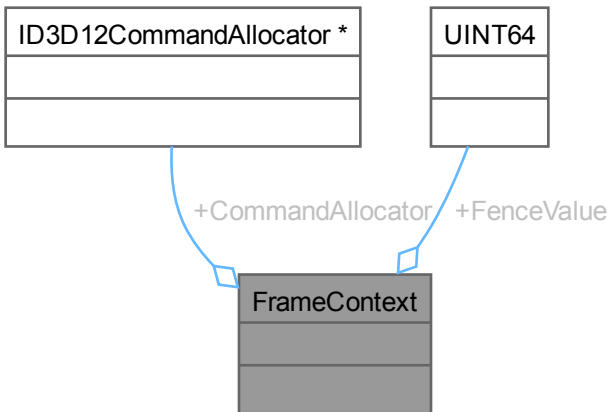 ID3D12CommandAllocator *
UINT64
+CommandAllocator
+FenceValue
FrameContext